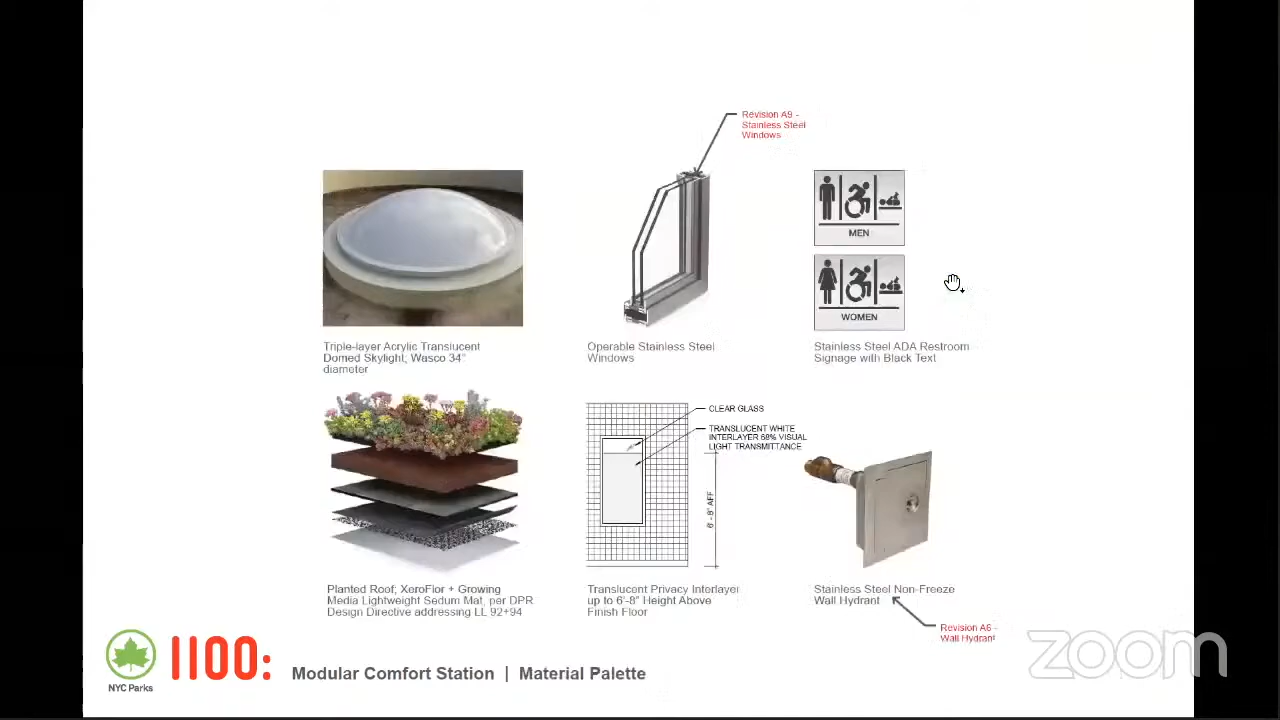 Revision A9 -
Stainless Steel
Windows
MEN
WOMEN
Triple-layer Acrylic Translucent
Domed Skylight; Wasco 34"
diameter
Operable Stainless Steel
Windows
Stainless Steel ADA Restroom
Signage with Black Text
CLEAR GLASS
TRANSLUCENT WHITE
INTERLAYER 68% VISUAL
LIGHT TRANSMITTANCE
6' - 8" AFF
Planted Roof; XeroFlor + Growing
Media Lightweight Sedum Mat, per DPR
Design Directive addressing LL 92+94
Translucent Privacy Interlayer
up to 6'-8" Height Above
Finish Floor
Stainless Steel Non-Freeze
Wall Hydrant
Revision A6 -
Wall Hydrant
NYC Parks
1100:
Modular Comfort Station | Material Palette
zoom